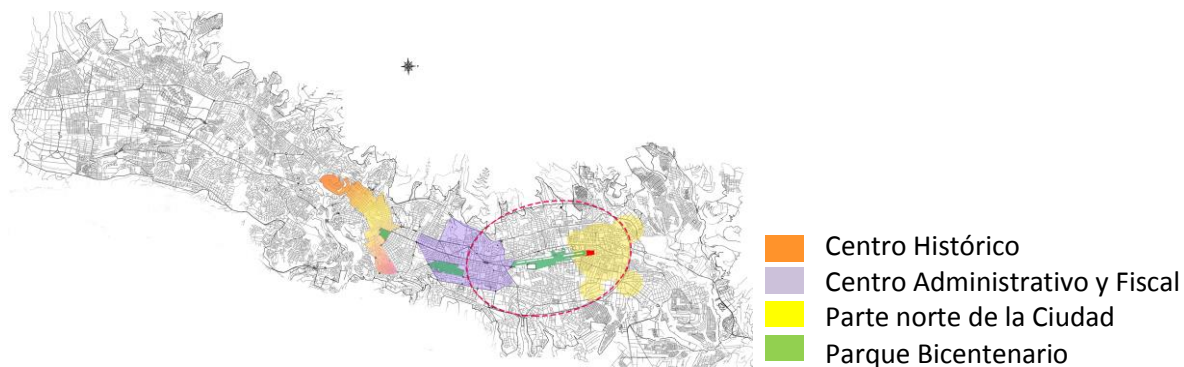 Centro Histórico
Centro Administrativo y Fiscal
Parte norte de la Ciudad
Parque Bicentenario